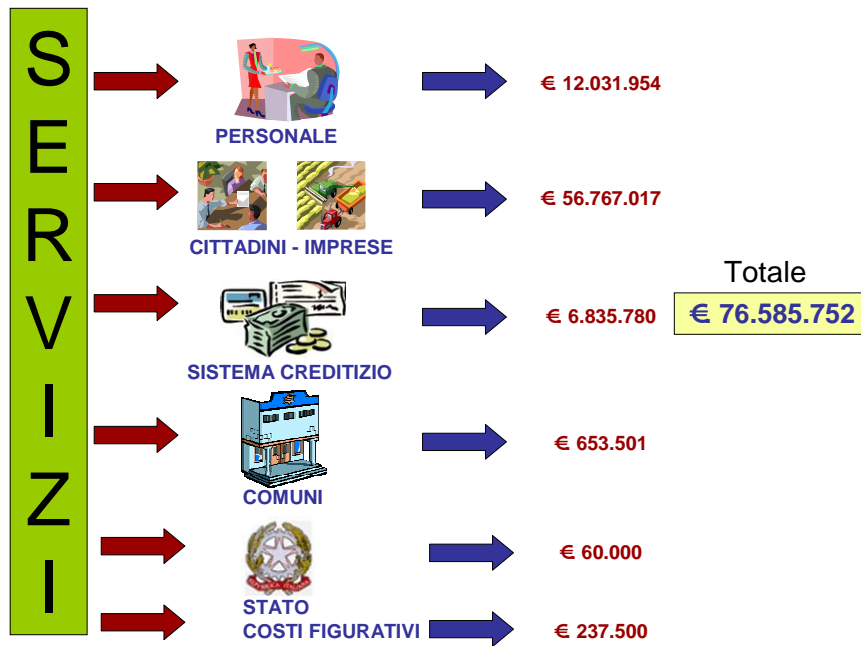 SERVIZI
PERSONALE
€ 12.031.954
CITTADINI - IMPRESE
€ 56.767.017
SISTEMA CREDITIZIO
€ 6.835.780
Totale
€ 76.585.752
COMUNI
€ 653.501
STATO
€ 60.000
COSTI FIGURATIVI
€ 237.500